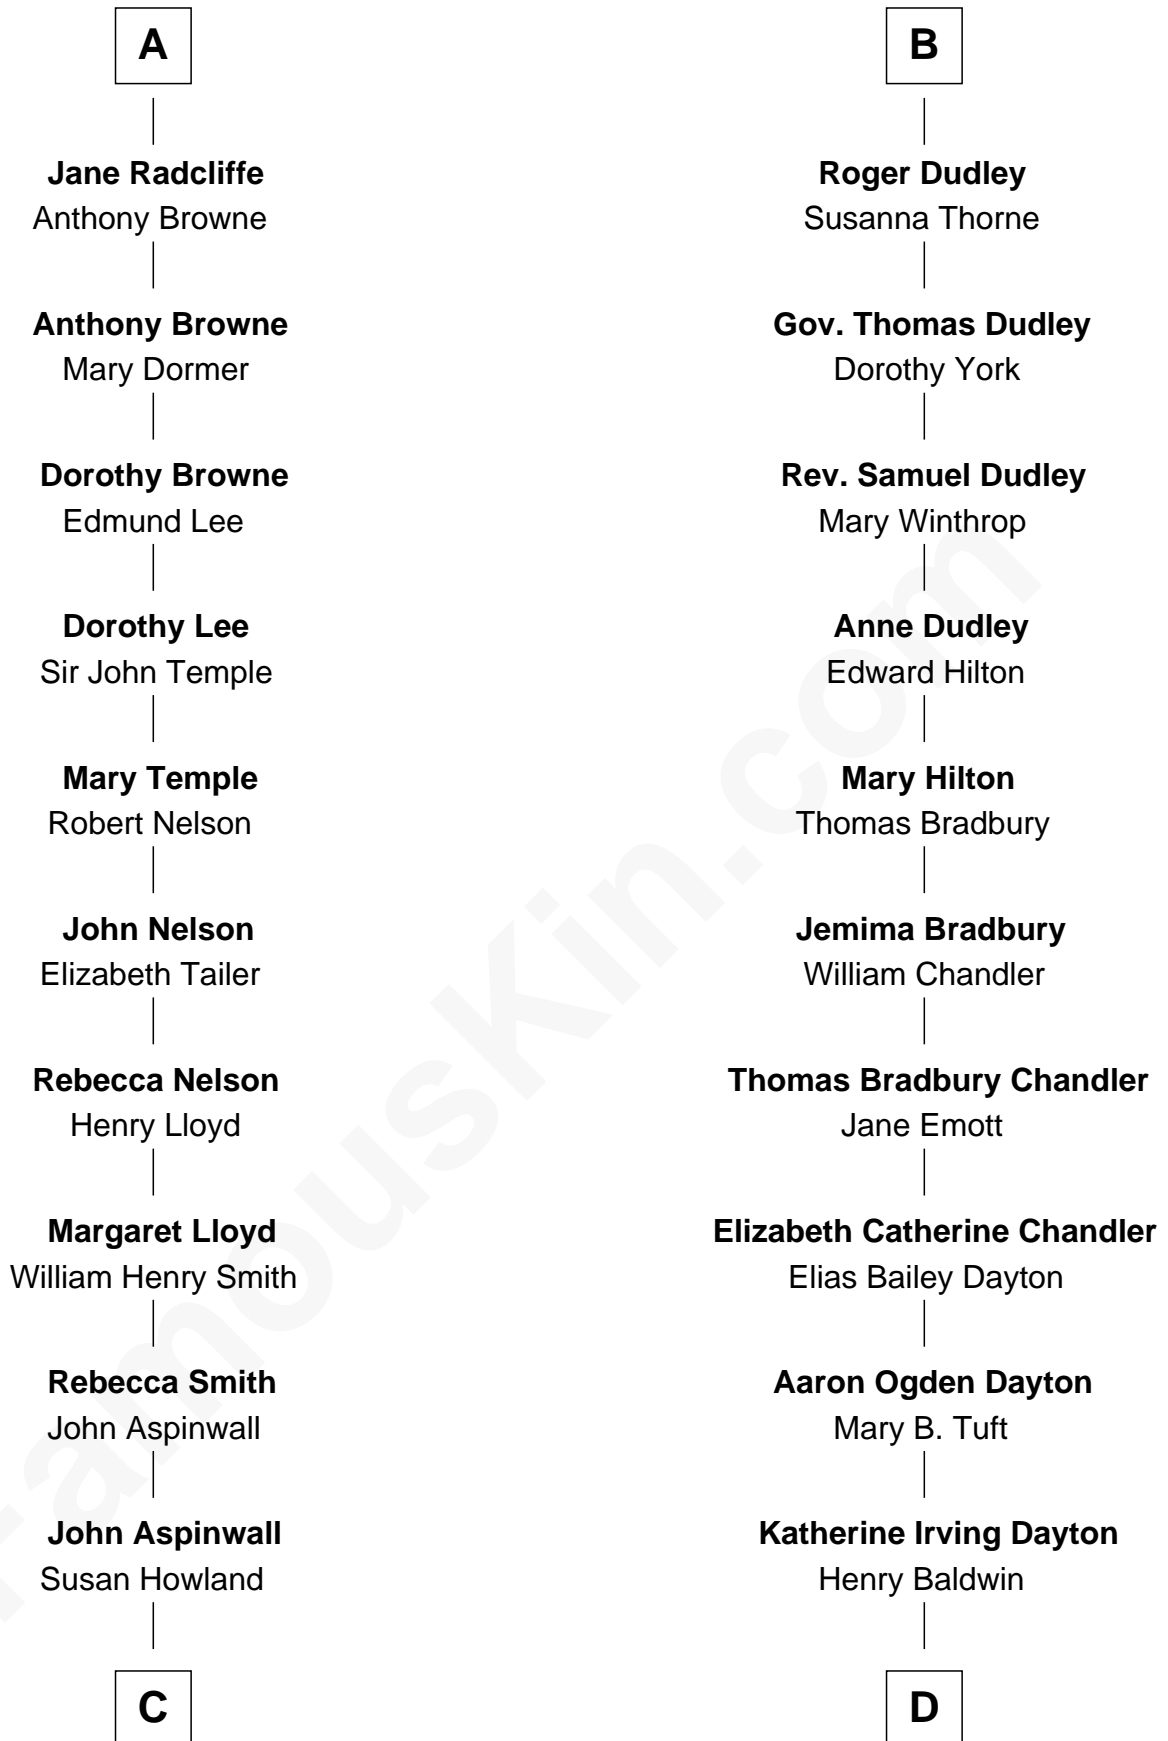 A
Jane Radcliffe
Anthony Browne
Anthony Browne
Mary Dormer
Dorothy Browne
Edmund Lee
Dorothy Lee
Sir John Temple
Mary Temple
Robert Nelson
John Nelson
Elizabeth Tailer
Rebecca Nelson
Henry Lloyd
Margaret Lloyd
William Henry Smith
Rebecca Smith
John Aspinwall
John Aspinwall
Susan Howland
C
B
Roger Dudley
Susanna Thorne
Gov. Thomas Dudley
Dorothy York
Rev. Samuel Dudley
Mary Winthrop
Anne Dudley
Edward Hilton
Mary Hilton
Thomas Bradbury
Jemima Bradbury
William Chandler
Thomas Bradbury Chandler
Jane Emott
Elizabeth Catherine Chandler
Elias Bailey Dayton
Aaron Ogden Dayton
Mary B. Tuft
Katherine Irving Dayton
Henry Baldwin
D
FamousKin.com